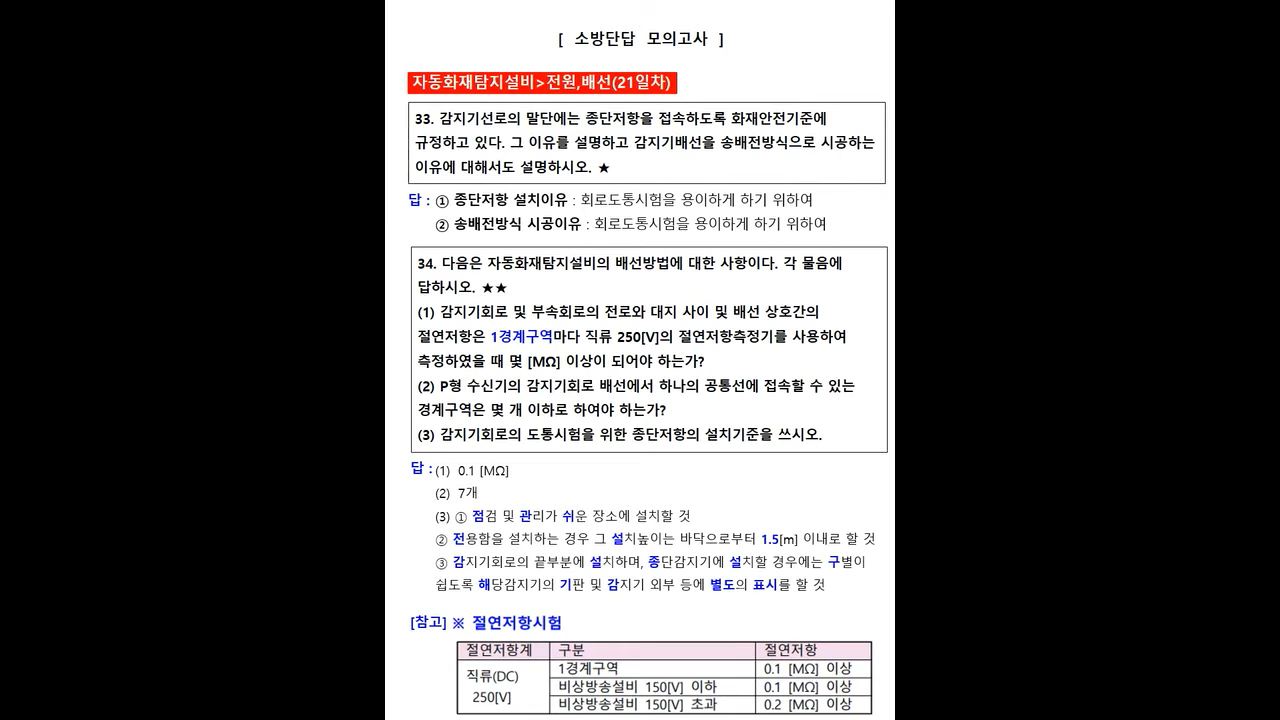 [ 소방단답 모의고사 ]
자동화재탐지설비>전원,배선(21일차)
33. 감지기선로의 말단에는 종단저항을 접속하도록 화재안전기준에
규정하고 있다. 그 이유를 설명하고 감지기배선을 송배전방식으로 시공하는
이유에 대해서도 설명하시오. ★
답 : ① 종단저항 설치이유 : 회로도통시험을 용이하게 하기 위하여
② 송배전방식 시공이유 : 회로도통시험을 용이하게 하기 위하여
34. 다음은 자동화재탐지설비의 배선방법에 대한 사항이다. 각 물음에
답하시오. ★★
(1) 감지기회로 및 부속회로의 전로와 대지 사이 및 배선 상호간의
절연저항은 1경계구역마다 직류 250[V]의 절연저항측정기를 사용하여
측정하였을 때 몇 [MΩ] 이상이 되어야 하는가?
(2) P형 수신기의 감지기회로 배선에서 하나의 공통선에 접속할 수 있는
경계구역은 몇 개 이하로 하여야 하는가?
(3) 감지기회로의 도통시험을 위한 종단저항의 설치기준을 쓰시오.
답 : (1) 0.1 [MΩ]
(2) 7개
(3) ① 점검 및 관리가 쉬운 장소에 설치할 것
② 전용함을 설치하는 경우 그 설치높이는 바닥으로부터 1.5[m] 이내로 할 것
③ 감지기회로의 끝부분에 설치하며, 종단감지기에 설치할 경우에는 구별이
쉽도록 해당감지기의 기판 및 감지기 외부 등에 별도의 표시를 할 것
[참고] ※ 절연저항시험
절연저항계 구분 절연저항
직류(DC) 250[V]
1경계구역 0.1 [MΩ] 이상
비상방송설비 150[V] 이하 0.1 [MΩ] 이상
비상방송설비 150[V] 초과 0.2 [MΩ] 이상